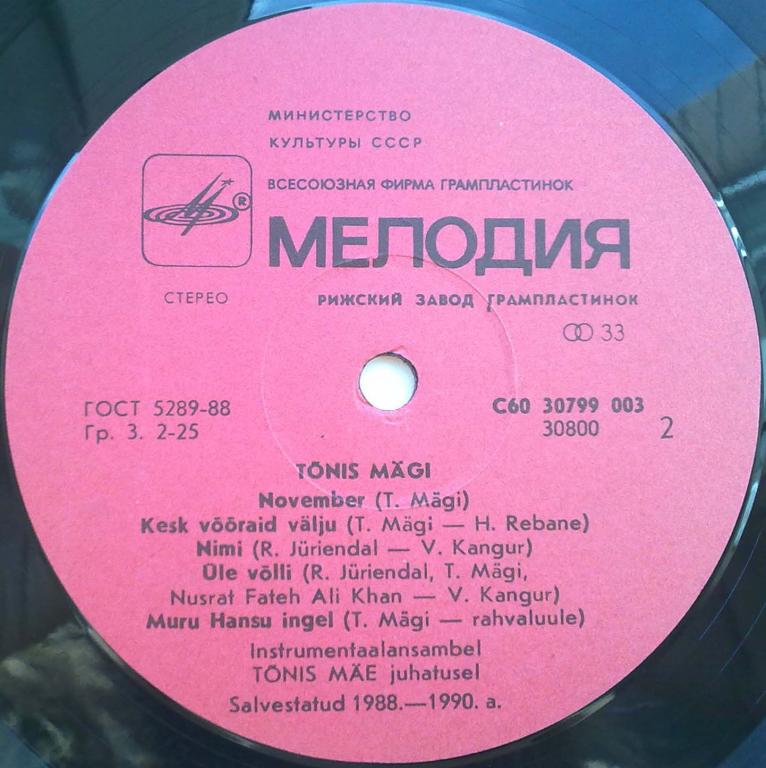 МИНИСТЕРСТВО
КУЛЬТУРЫ СССР
ВСЕСОЮЗНАЯ ФИРМА ГРАМПЛАСТИНОК
®
МЕЛОДИЯ
СТЕРЕО
РИЖСКИЙ ЗАВОД ГРАМПЛАСТИНОК
33
ГОСТ 5289-88
С60 30799 003
Гр. 3. 2-25
30800 2
TÕNIS MÄGI
November (T. Mägi)
Kesk võõraid välju (T. Mägi — H. Rebane)
Nimi (R. Jüriendal — V. Kangur)
Üle võlli (R. Jüriendal, T. Mägi,
Nusrat Fateh Ali Khan — V. Kangur)
Muru Hansu ingel (T. Mägi — rahvaluule)
Instrumentaalansambel
TÕNIS MÄE juhatusel
Salvestatud 1988.—1990. a.